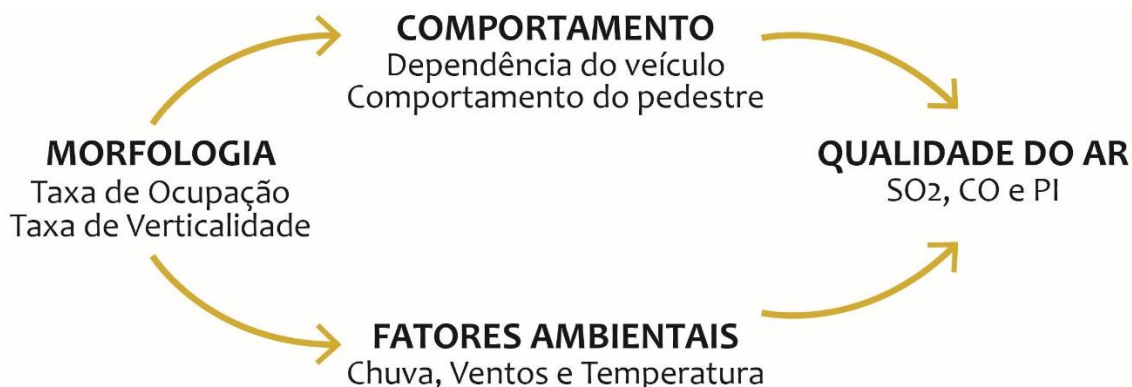 COMPORTAMENTO
Dependência do veículo
Comportamento do pedestre
MORFOLOGIA
Taxa de Ocupação
Taxa de Verticalidade
QUALIDADE DO AR
SO2, CO e PI
FATORES AMBIENTAIS
Chuva, Ventos e Temperatura